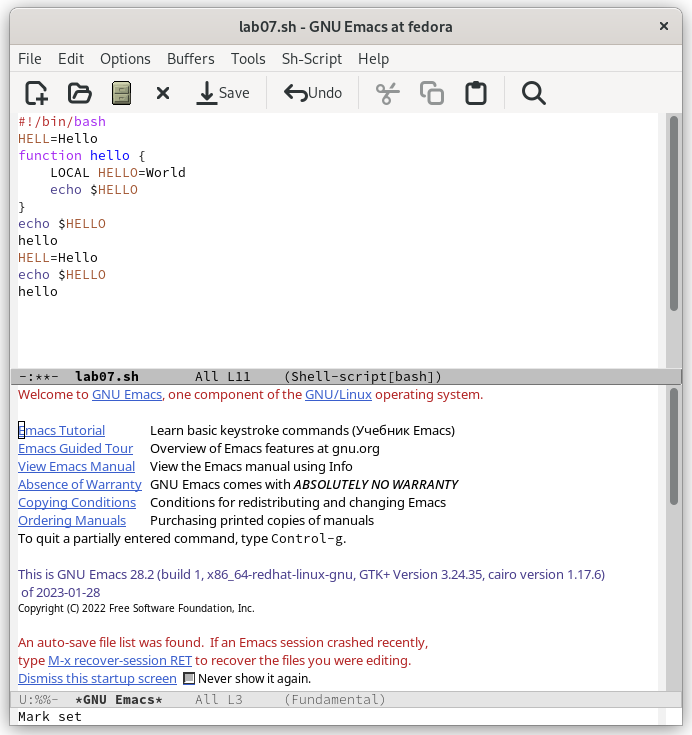 lab07.sh - GNU Emacs at fedora ×
File Edit Options Buffers Tools Sh-Script Help
Save Undo
#!/bin/bash
HELL=Hello
function hello {
    LOCAL HELLO=World
    echo $HELLO
}
echo $HELLO
hello
HELL=Hello
echo $HELLO
hello
-:**-  lab07.sh       All L11    (Shell-script[bash])
Welcome to GNU Emacs, one component of the GNU/Linux operating system.
Emacs Tutorial Learn basic keystroke commands (Учебник Emacs)
Emacs Guided Tour Overview of Emacs features at gnu.org
View Emacs Manual View the Emacs manual using Info
Absence of Warranty GNU Emacs comes with ABSOLUTELY NO WARRANTY
Copying Conditions Conditions for redistributing and changing Emacs
Ordering Manuals Purchasing printed copies of manuals
To quit a partially entered command, type Control-g.
This is GNU Emacs 28.2 (build 1, x86_64-redhat-linux-gnu, GTK+ Version 3.24.35, cairo version 1.17.6)
of 2023-01-28
Copyright (C) 2022 Free Software Foundation, Inc.
An auto-save file list was found.  If an Emacs session crashed recently,
type M-x recover-session RET to recover the files you were editing.
Dismiss this startup screen Never show it again.
U:%%-  *GNU Emacs*    All L3     (Fundamental)
Mark set